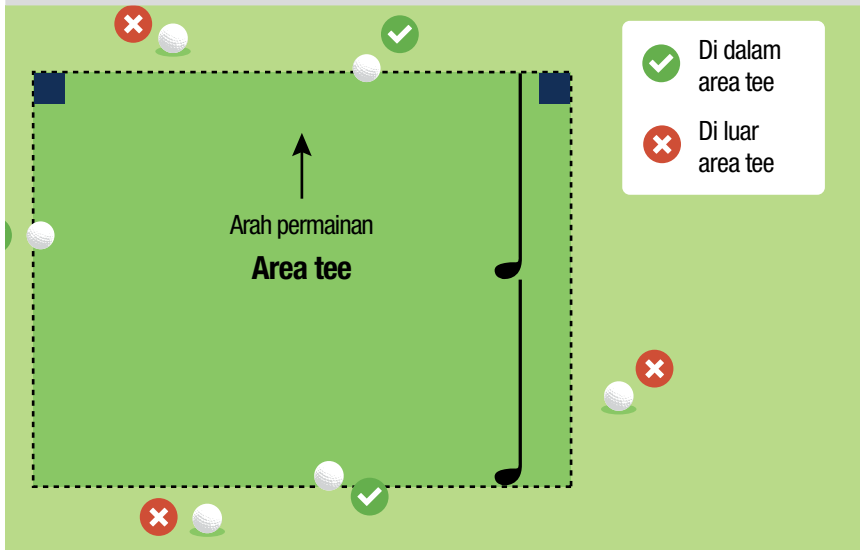 Di dalam
area tee
Di luar
area tee
Arah permainan
Area tee